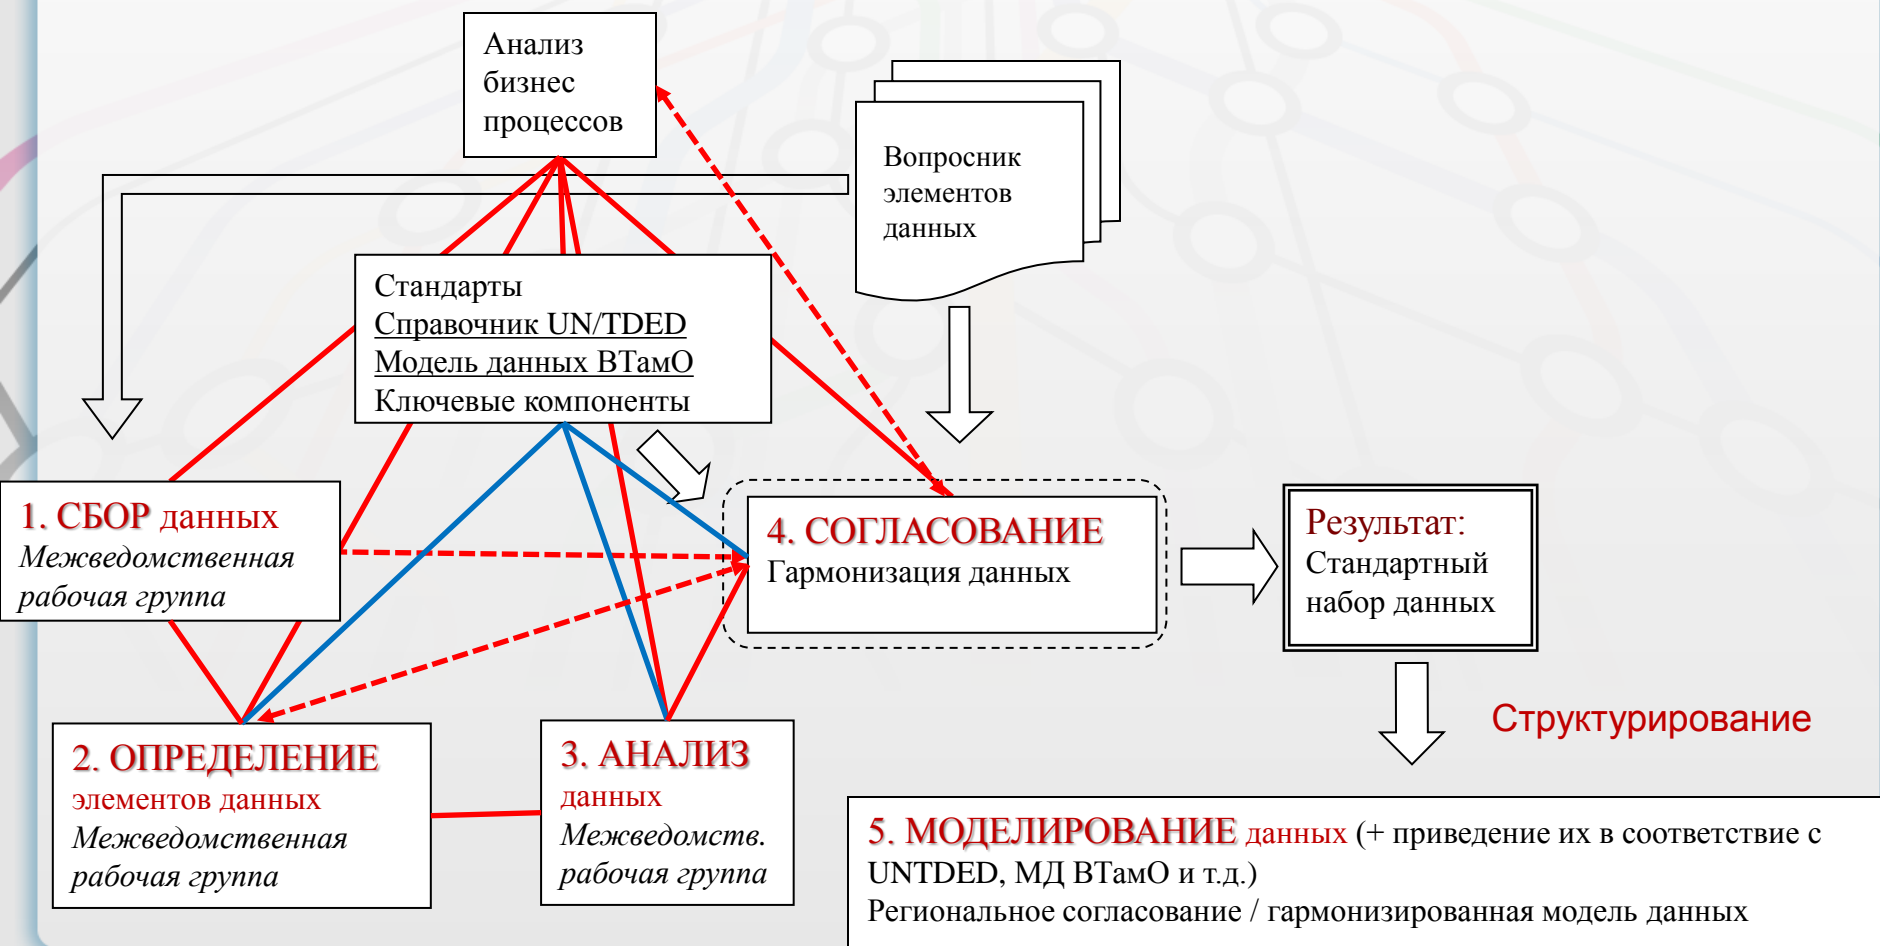 Анализ
бизнес
процессов
Вопросник
элементов
данных
Стандарты
Справочник UN/TDED
Модель данных ВТамО
Ключевые компоненты
1. СБОР данных
Межведомственная
рабочая группа
4. СОГЛАСОВАНИЕ
Гармонизация данных
Результат:
Стандартный
набор данных
Структурирование
2. ОПРЕДЕЛЕНИЕ
элементов данных
Межведомственная
рабочая группа
3. АНАЛИЗ
данных
Межведомств.
рабочая группа
5. МОДЕЛИРОВАНИЕ данных (+ приведение их в соответствие с
UNTDED, МД ВТамО и т.д.)
Региональное согласование / гармонизированная модель данных